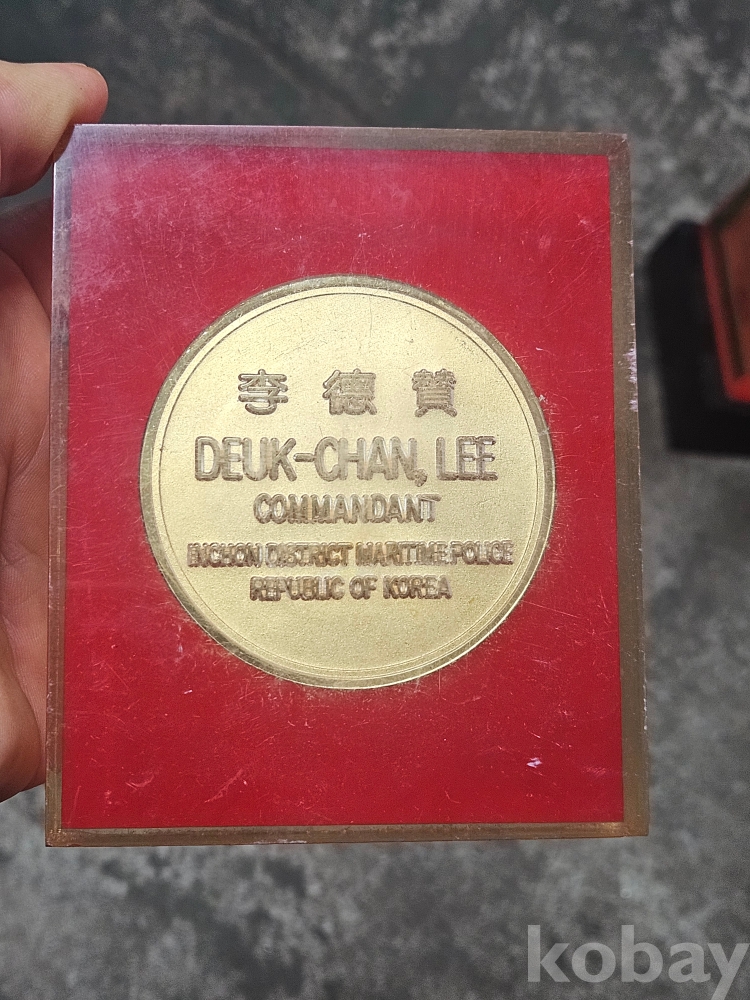 李 德 贊
DEUK-CHAN, LEE
COMMANDANT
INCHON DISTRICT MARITIME POLICE
REPUBLIC OF KOREA
kobay